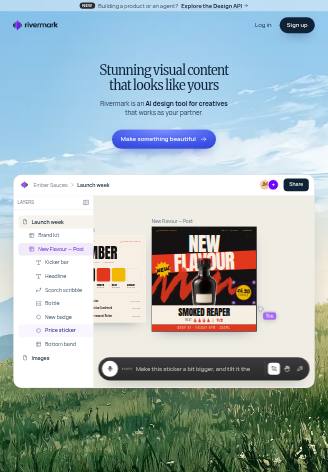 NEW Building a product or an agent? Explore the Design API →
rivermark
Log in
Sign up
Stunning visual content
that looks like yours
Rivermark is an AI design tool for creatives
that works as your partner
Make something beautiful →
Ember Sauces > Launch week
Share
LAYERS
Launch week
Brand kit
New Flavour — Post
Kicker bar
Headline
Scorch scribble
Bottle
New badge
Price sticker
Bottom band
Images
New Flavour — Post
MBER
NEW
FLAVOUR
NEW!
SMOKED REAPER
You
Make this sticker a bit bigger, and tilt it the